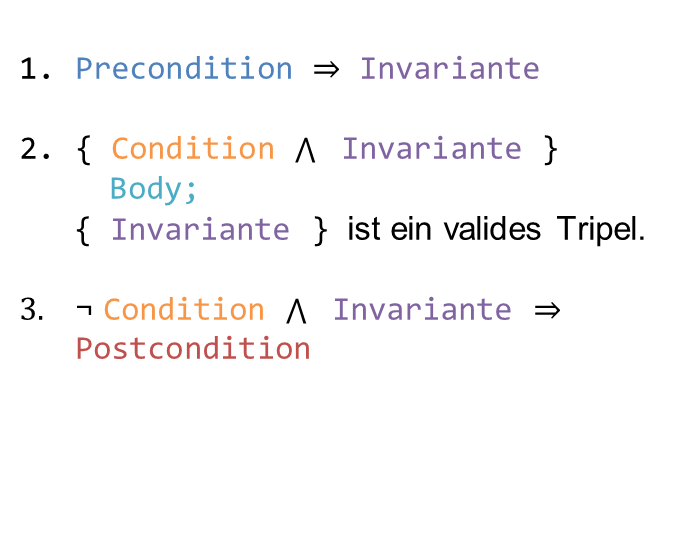 1. Precondition ⇒ Invariante
2. { Condition ∧ Invariante }
Body;
{ Invariante } ist ein valides Tripel.
3. ¬ Condition ∧ Invariante ⇒
Postcondition